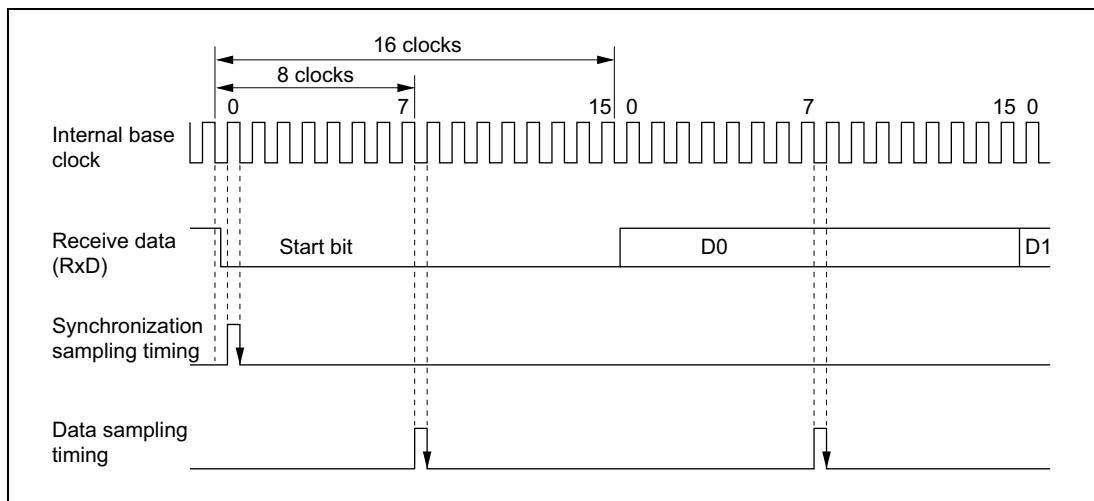 16 clocks
8 clocks
0 7 15 0 7 15 0
Internal base
clock
Receive data
(RxD)
Start bit D0 D1
Synchronization
sampling timing
Data sampling
timing